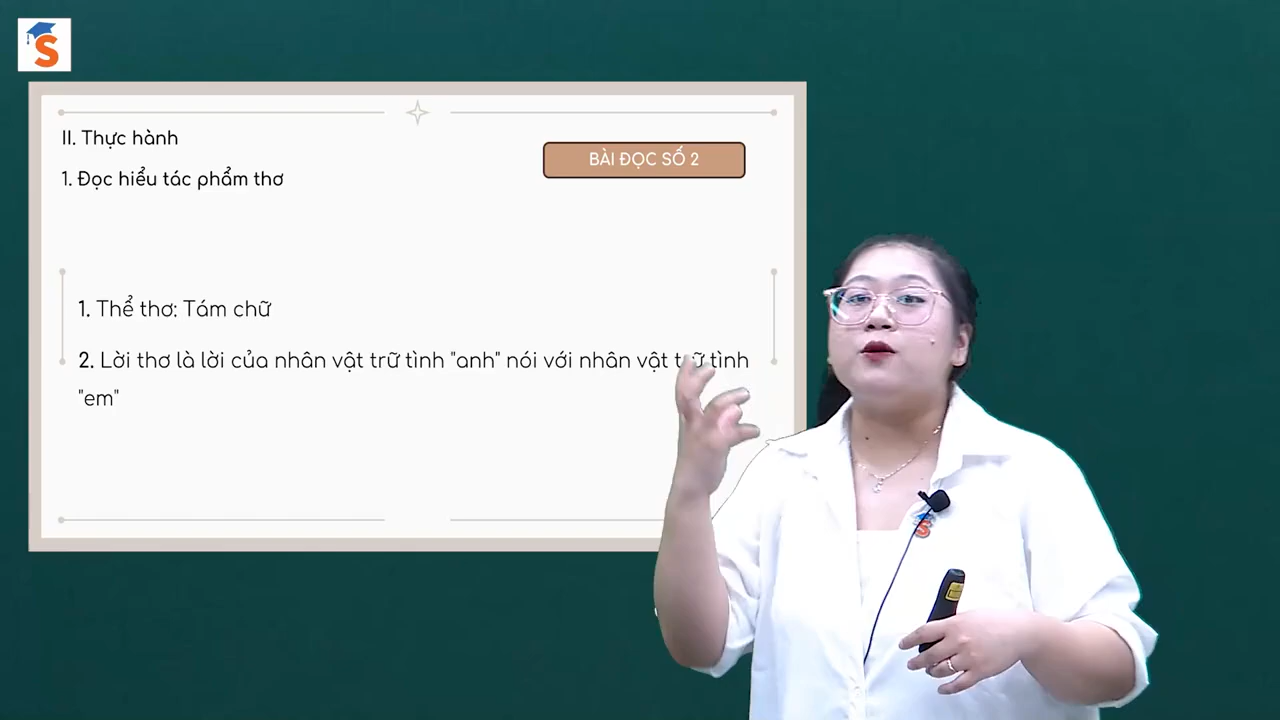 S
II. Thực hành
BÀI ĐỌC SỐ 2
1. Đọc hiểu tác phẩm thơ
1. Thể thơ: Tám chữ
2. Lời thơ là lời của nhân vật trữ tình "anh" nói với nhân vật trữ tình
"em"
S